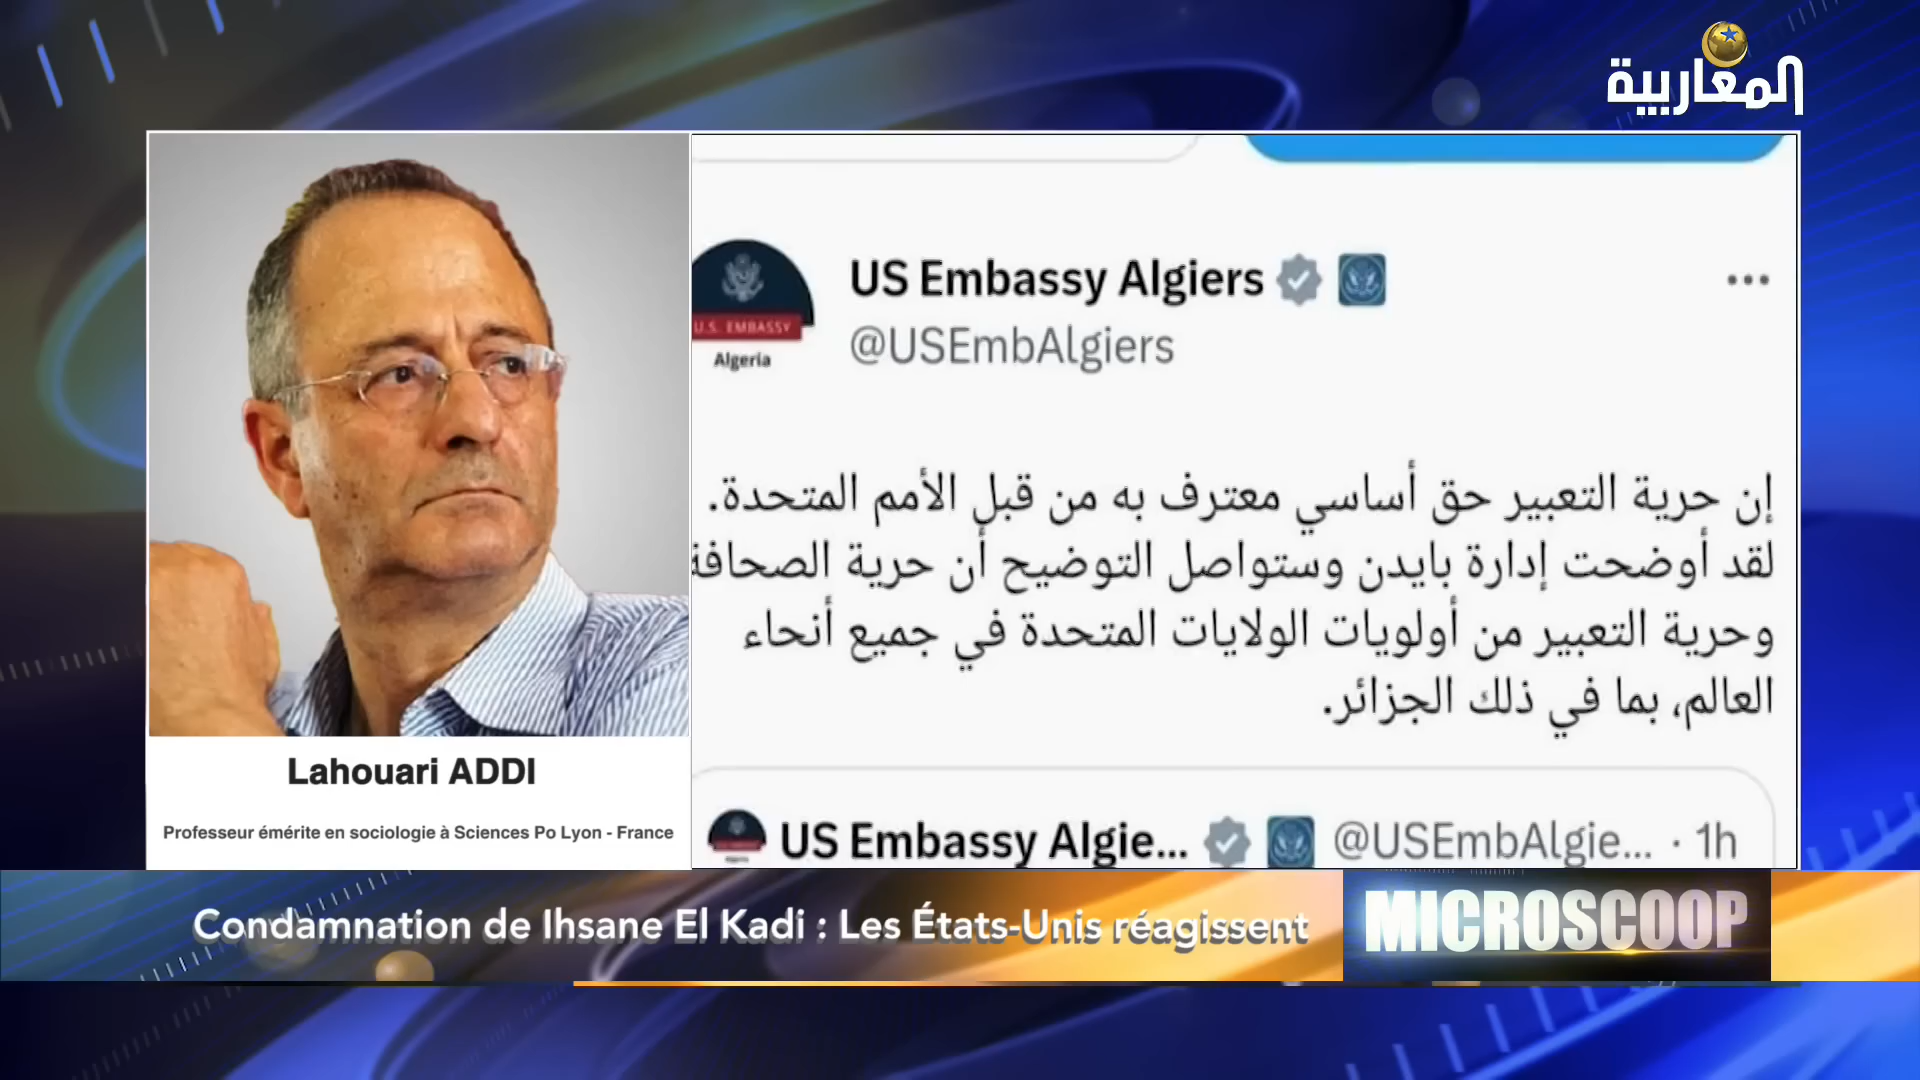 المغاربية
US Embassy Algiers
@USEmbAlgiers
U.S. EMBASSY
Algeria
إن حرية التعبير حق أساسي معترف به من قبل الأمم المتحدة.
لقد أوضحت إدارة بايدن وستواصل التوضيح أن حرية الصحافة
وحرية التعبير من أولويات الولايات المتحدة في جميع أنحاء
العالم، بما في ذلك الجزائر.
US Embassy Algie... @USEmbAlgie... · 1h
Lahouari ADDI
Professeur émérite en sociologie à Sciences Po Lyon - France
Condamnation de Ihsane El Kadi : Les États-Unis réagissent
MICROSCOOP